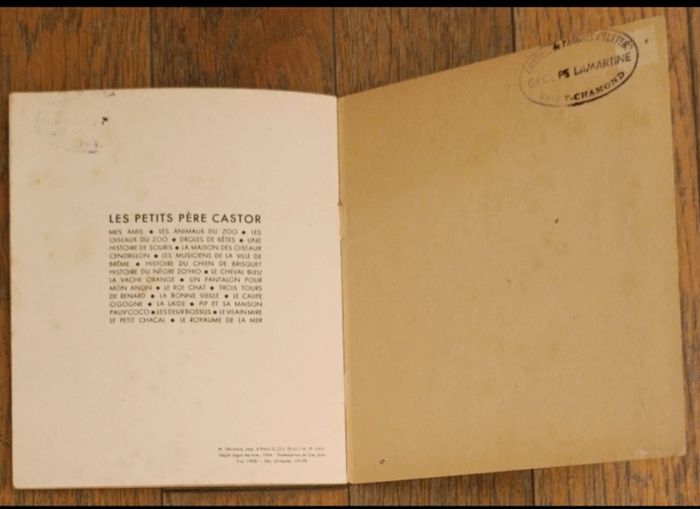 LES PETITS PÈRE CASTOR
MES AMIS ● LES ANIMAUX DU ZOO ● LES
OISEAUX DU ZOO ● DROLES DE BÊTES ● UNE
HISTOIRE DE SOURIS ● LA MAISON DES OISEAUX
CENDRILLON ● LES MUSICIENS DE LA VILLE DE
BRÊME ● HISTOIRE DU CHIEN DE BRISQUET
HISTOIRE DU NÈGRE ZO'HIO ● LE CHEVAL BLEU
LA VACHE ORANGE ● UN PANTALON POUR
MON ANON ● LE ROI CHAT ● TROIS TOURS
DE RENARD ● LA BONNE VIEILLE ● LE CALIFE
CIGOGNE ● LA LAIDE ● PIP ET SA MAISON
PAUV'COCO ● LES DEUX BOSSUS ● LE VILAIN MIRE
LE PETIT CHACAL ● LE ROYAUME DE LA MER
LAMARTINE
SAINT-CHAMOND